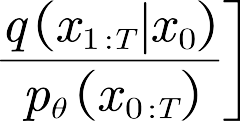 q(x_{1:T}|x_0)
p_θ(x_{0:T}) ]